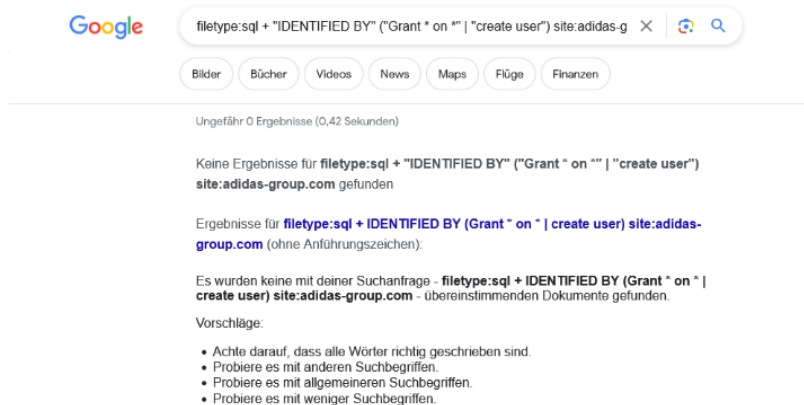 Google
filetype:sql + "IDENTIFIED BY" ("Grant * on *" | "create user") site:adidas-g
Bilder Bücher Videos News Maps Flüge Finanzen
Ungefähr 0 Ergebnisse (0,42 Sekunden)
Keine Ergebnisse für filetype:sql + "IDENTIFIED BY" ("Grant * on *" | "create user")
site:adidas-group.com gefunden
Ergebnisse für filetype:sql + IDENTIFIED BY (Grant * on * | create user) site:adidas-
group.com (ohne Anführungszeichen):
Es wurden keine mit deiner Suchanfrage - filetype:sql + IDENTIFIED BY (Grant * on * |
create user) site:adidas-group.com - übereinstimmenden Dokumente gefunden.
Vorschläge:
• Achte darauf, dass alle Wörter richtig geschrieben sind.
• Probiere es mit anderen Suchbegriffen.
• Probiere es mit allgemeineren Suchbegriffen.
• Probiere es mit weniger Suchbegriffen.